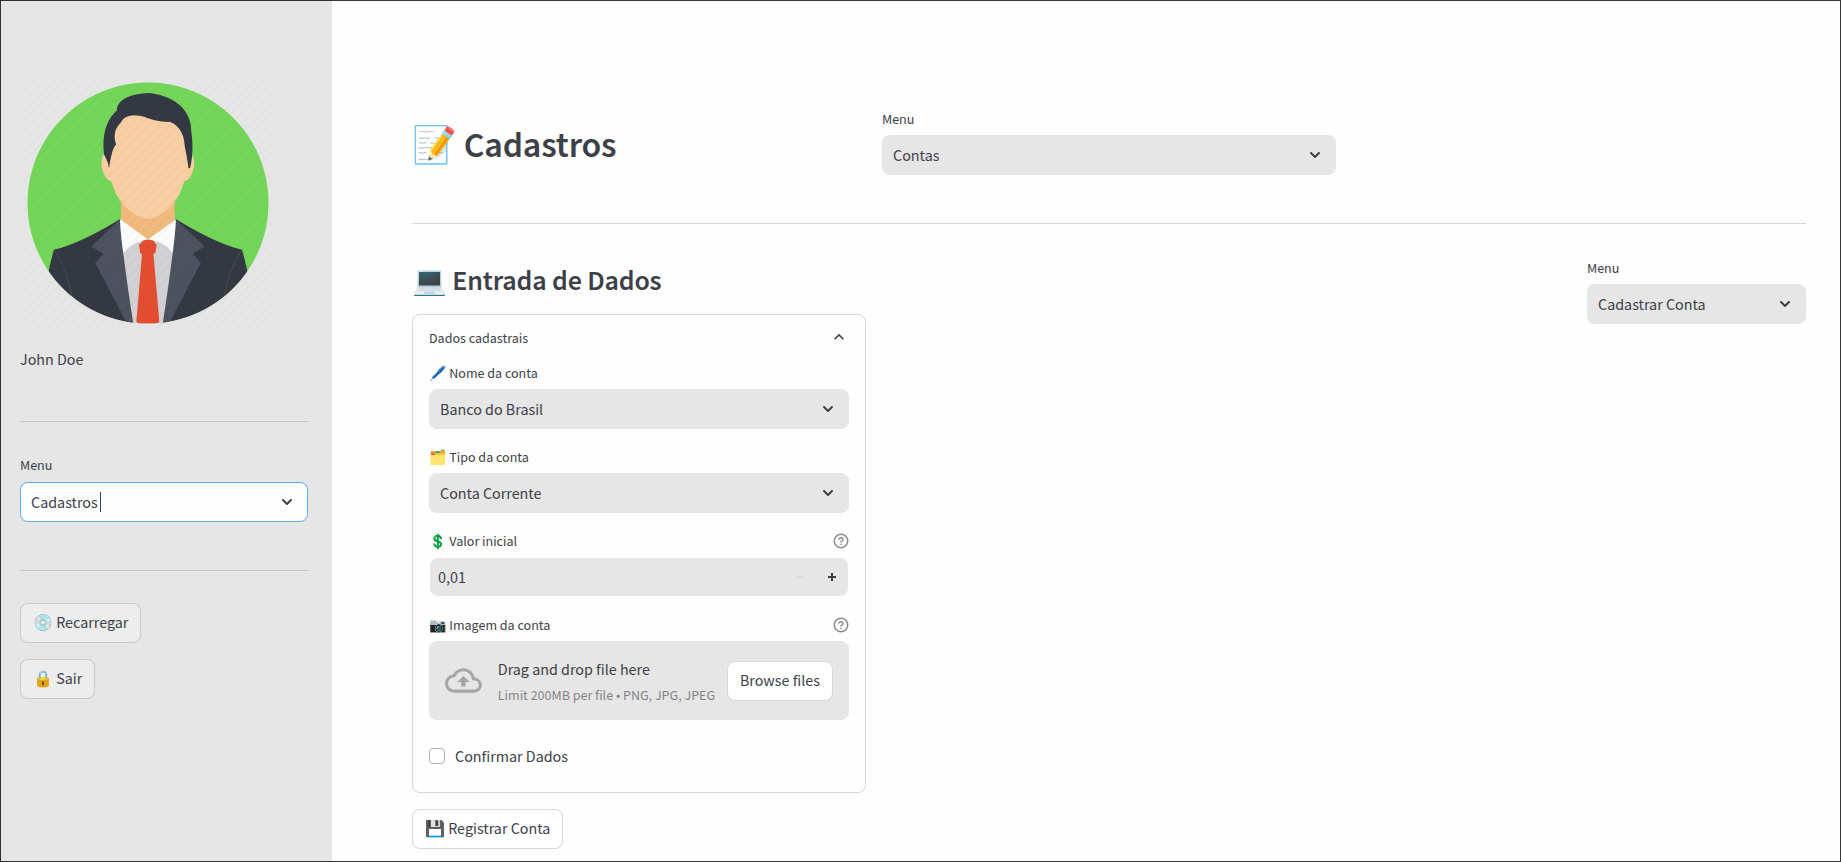 John Doe
Menu
Cadastros
Recarregar
Sair
Cadastros
Menu
Contas
Entrada de Dados
Menu
Cadastrar Conta
Dados cadastrais
Nome da conta
Banco do Brasil
Tipo da conta
Conta Corrente
Valor inicial
0,01
Imagem da conta
Drag and drop file here
Limit 200MB per file • PNG, JPG, JPEG
Browse files
Confirmar Dados
Registrar Conta